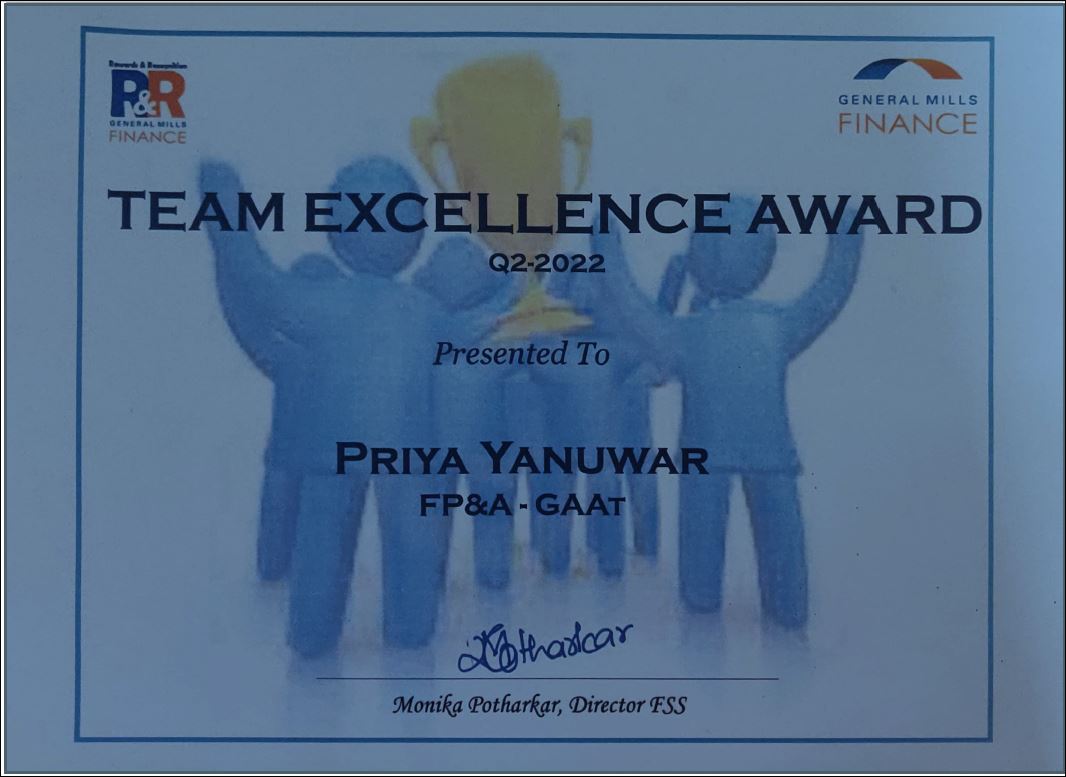 Rewards & Recognition
R&R
GENERAL MILLS
FINANCE
GENERAL MILLS
FINANCE
TEAM EXCELLENCE AWARD
Q2-2022
Presented To
PRIYA YANUWAR
FP&A - GAAT
Potharkar
Monika Potharkar, Director FSS